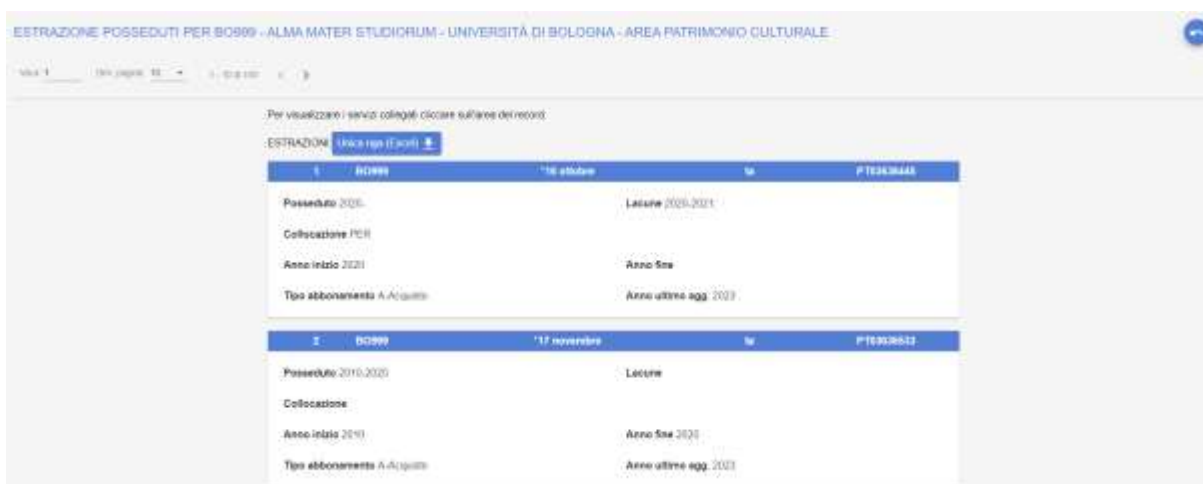 ESTRAZIONE POSSEDUTI PER BO999 - ALMA MATER STUDIORUM - UNIVERSITÀ DI BOLOGNA - AREA PATRIMONIO CULTURALE
Per visualizzare i servizi collegati cliccare sull'area del record.
ESTRAZIONI Unica riga (Excel)
1 BO999 '16 ottobre ta
Posseduto 2020- Lacune 2020-2021
Collocazione PER
Anno inizio 2020 Anno fine
Tipo abbonamento A-Acquisto Anno ultimo agg. 2023
2 BO999 '17 novembre ta
Posseduto 2010-2020 Lacune
Collocazione
Anno inizio 2010 Anno fine 2020
Tipo abbonamento A-Acquisto Anno ultimo agg. 2023